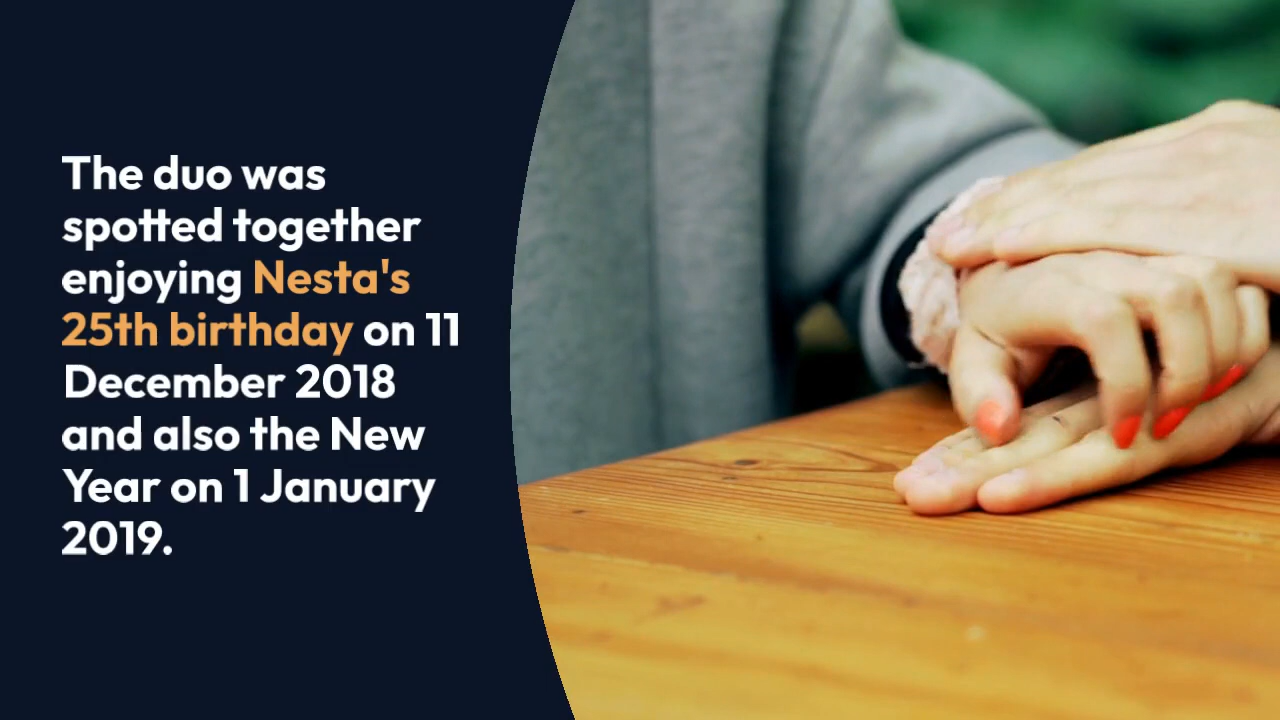 The duo was
spotted together
enjoying Nesta's
25th birthday on 11
December 2018
and also the New
Year on 1 January
2019.